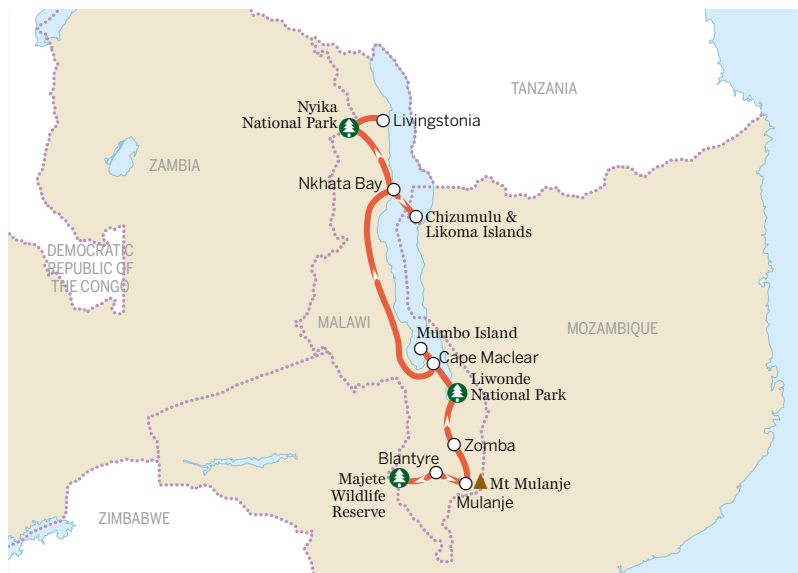 TANZANIA
Nyika
National Park
Livingstonia
ZAMBIA
Nkhata Bay
Chizumulu &
Likoma Islands
DEMOCRATIC
REPUBLIC OF
THE CONGO
MALAWI
MOZAMBIQUE
Mumbo Island
Cape Maclear
Liwonde
National Park
Zomba
Blantyre
Majete
Wildlife
Reserve
Mt Mulanje
Mulanje
ZIMBABWE